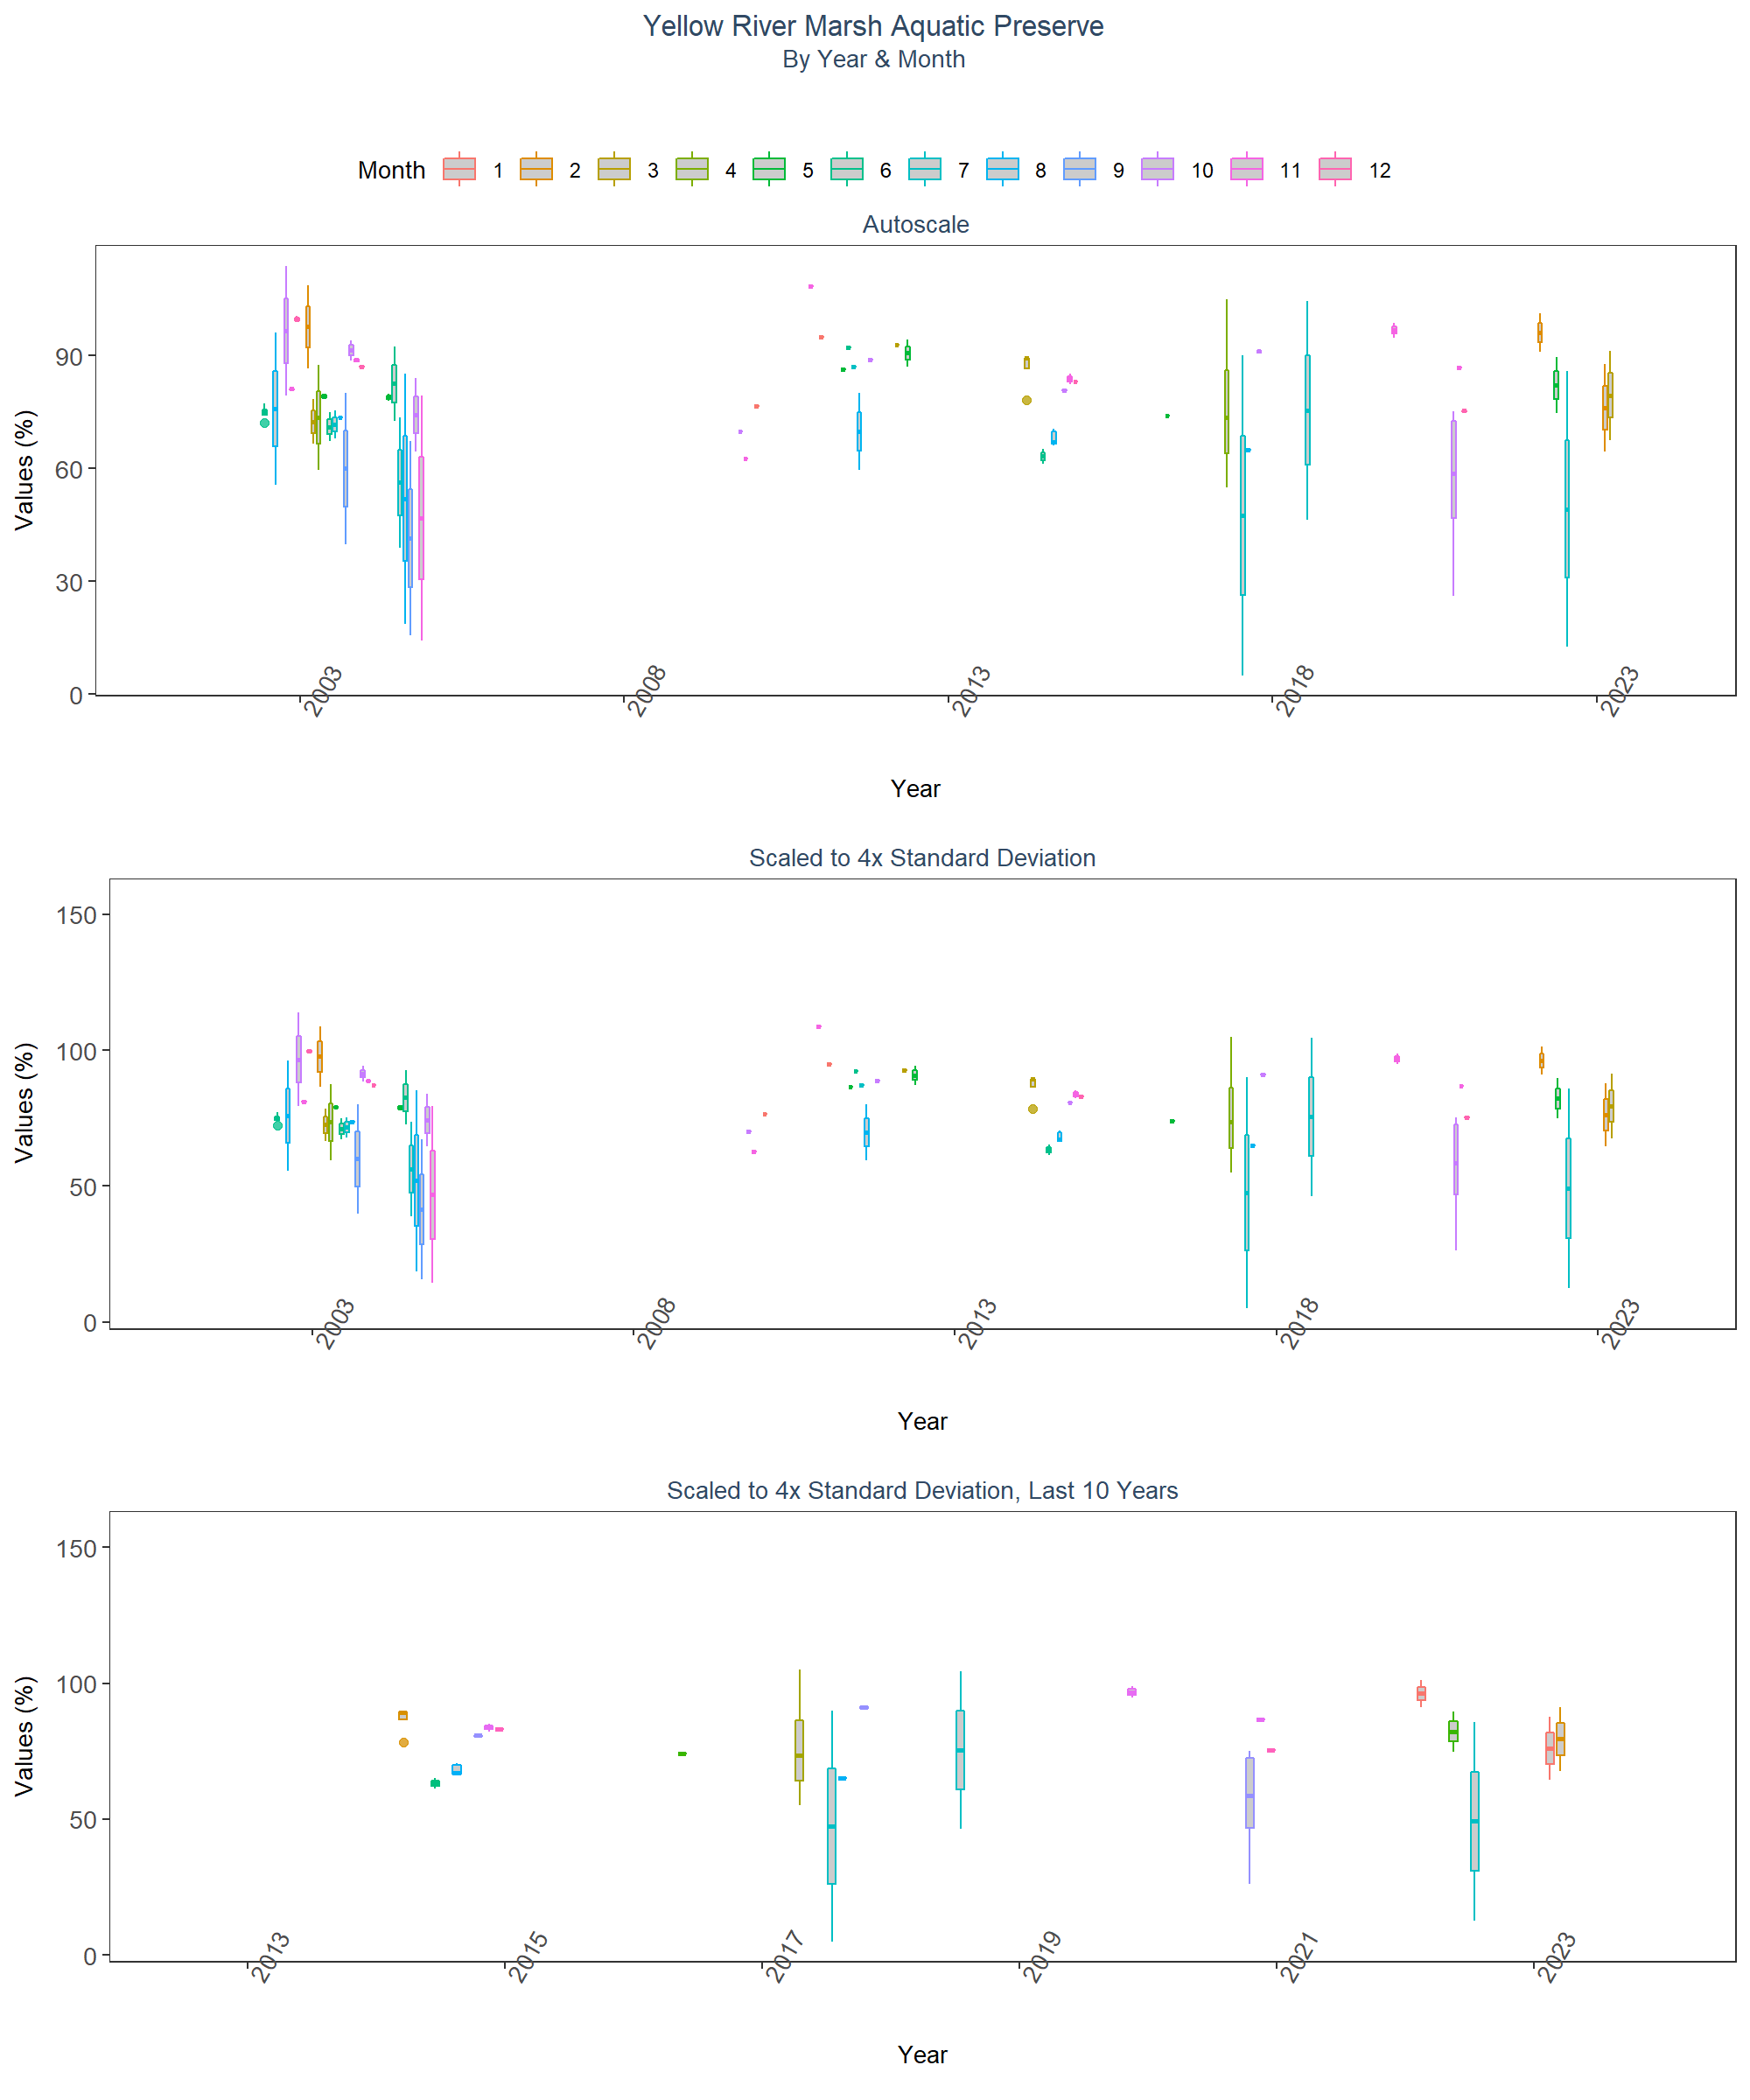 Yellow River Marsh Aquatic Preserve
By Year & Month
Month 1 2 3 4 5 6 7 8 9 10 11 12
Autoscale
Values (%)
90
60
30
0
2003 2008 2013 2018 2023
Year
Scaled to 4x Standard Deviation
Values (%)
150
100
50
0
2003 2008 2013 2018 2023
Year
Scaled to 4x Standard Deviation, Last 10 Years
Values (%)
150
100
50
0
2013 2015 2017 2019 2021 2023
Year